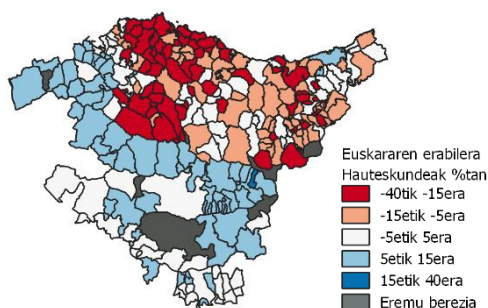 Euskararen erabilera
Hauteskundeak %tan
-40tik -15era
-15etik -5era
-5etik 5era
5etik 15era
15etik 40era
Eremu berezia